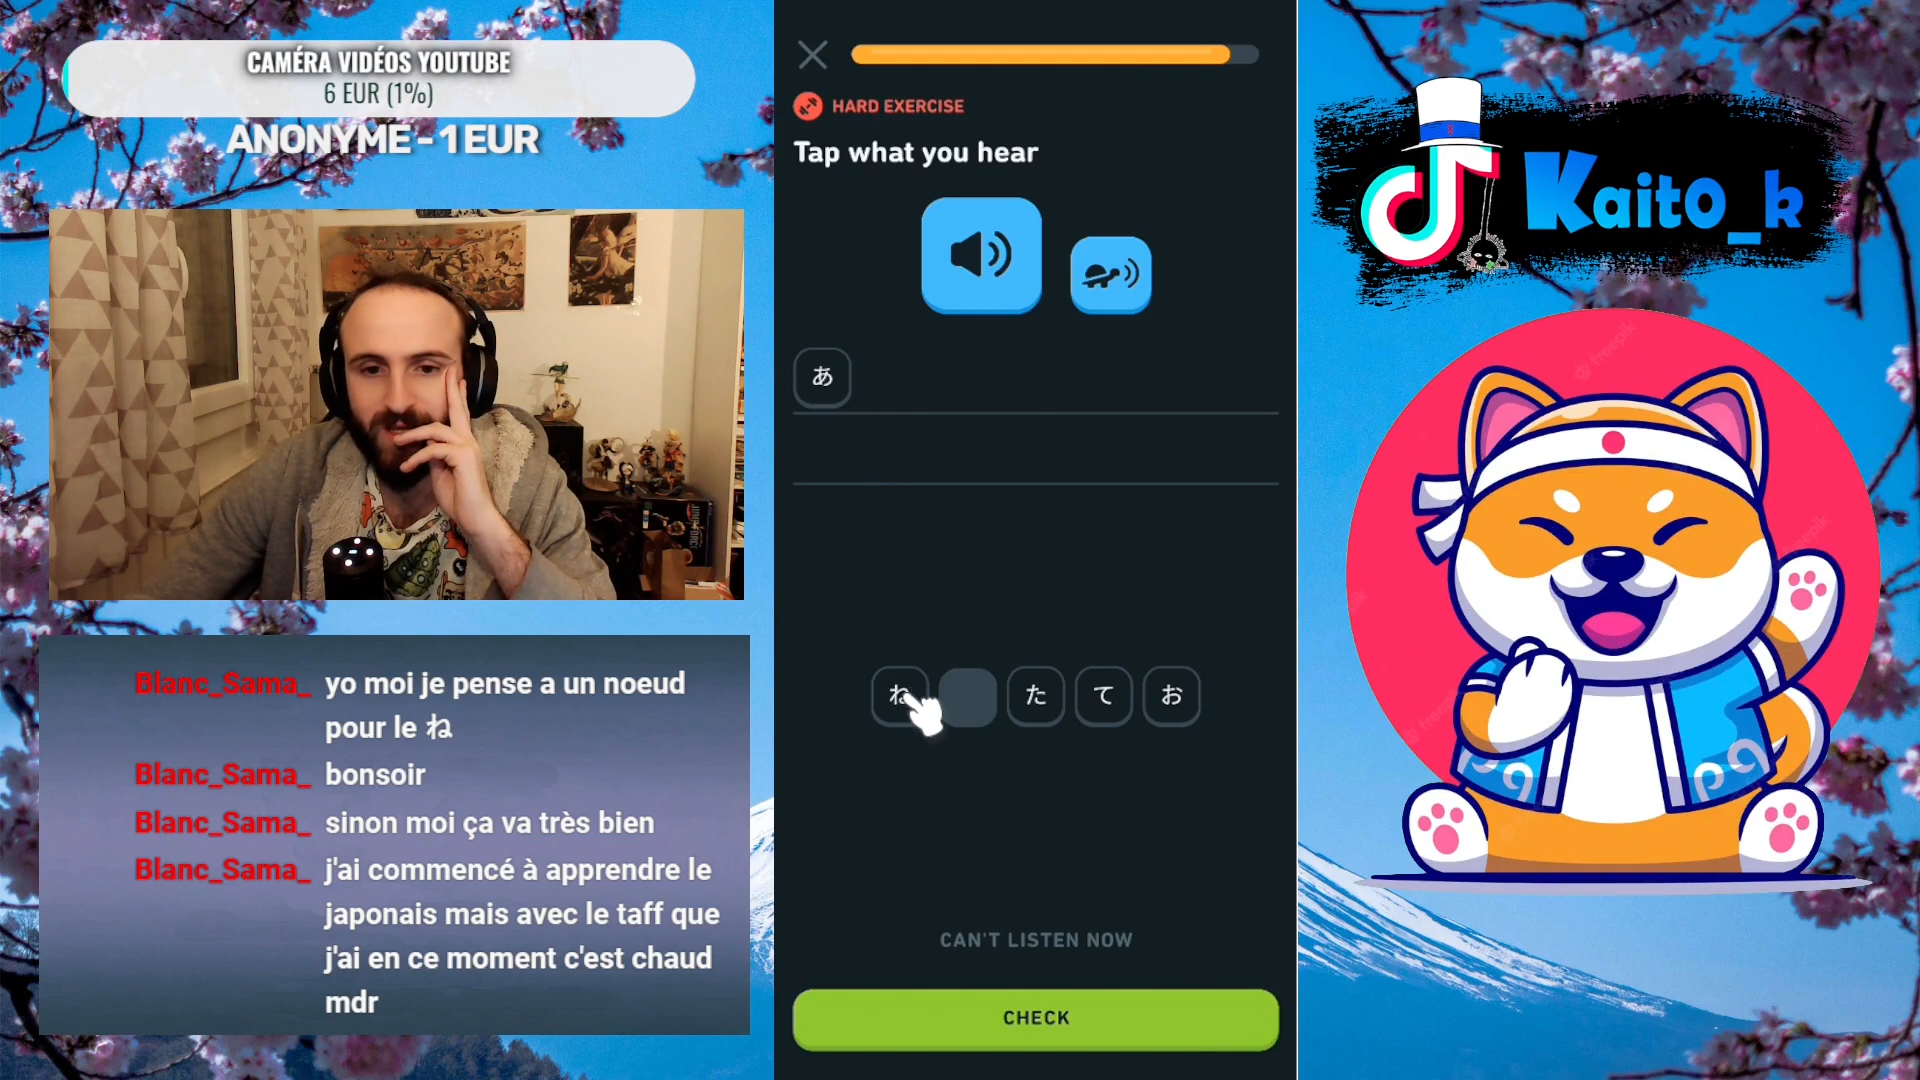 CAMÉRA VIDÉOS YOUTUBE
6 EUR (1%)
ANONYME - 1 EUR
Blanc_Sama_ yo moi je pense a un noeud
pour le ね
Blanc_Sama_ bonsoir
Blanc_Sama_ sinon moi ça va très bien
Blanc_Sama_ j'ai commencé à apprendre le
japonais mais avec le taff que
j'ai en ce moment c'est chaud
mdr
HARD EXERCISE
Tap what you hear
あ
ね た て お
CAN'T LISTEN NOW
CHECK
Kaito_k
freepik
freepik